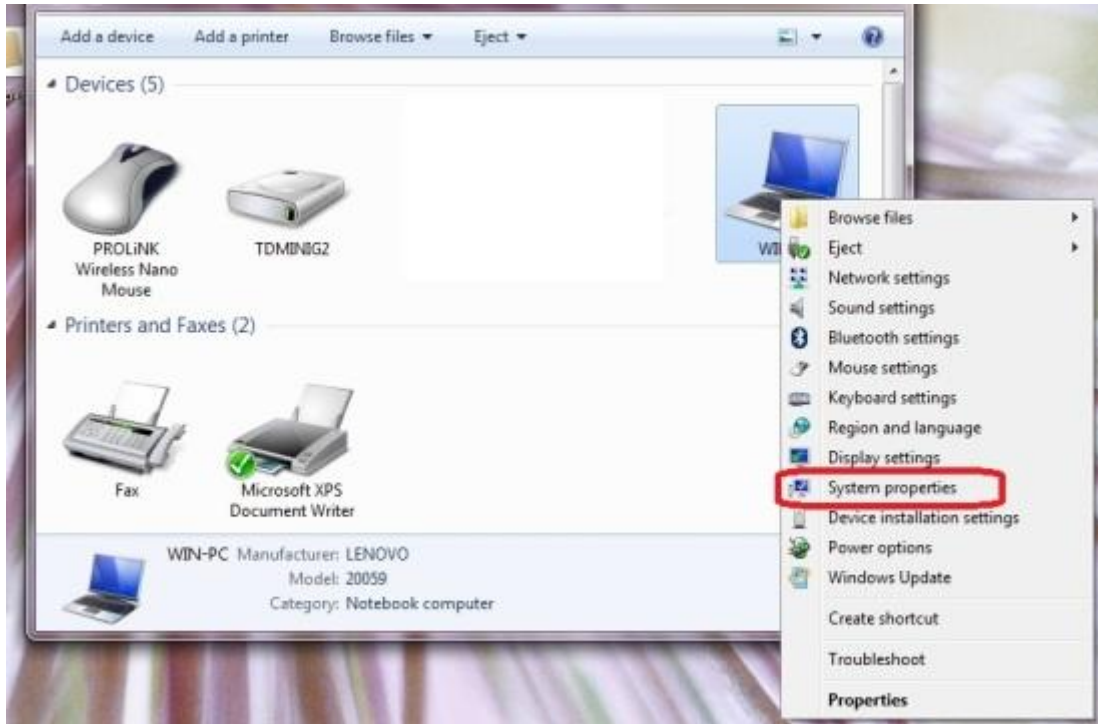 Add a device Add a printer Browse files Eject
Devices (5)
PROLiNK
Wireless Nano
Mouse
TDMINIG2
Printers and Faxes (2)
Fax
Microsoft XPS
Document Writer
WIN-PC Manufacturer: LENOVO
Model: 20059
Category: Notebook computer
Browse files
Eject
Network settings
Sound settings
Bluetooth settings
Mouse settings
Keyboard settings
Region and language
Display settings
System properties
Device installation settings
Power options
Windows Update
Create shortcut
Troubleshoot
Properties